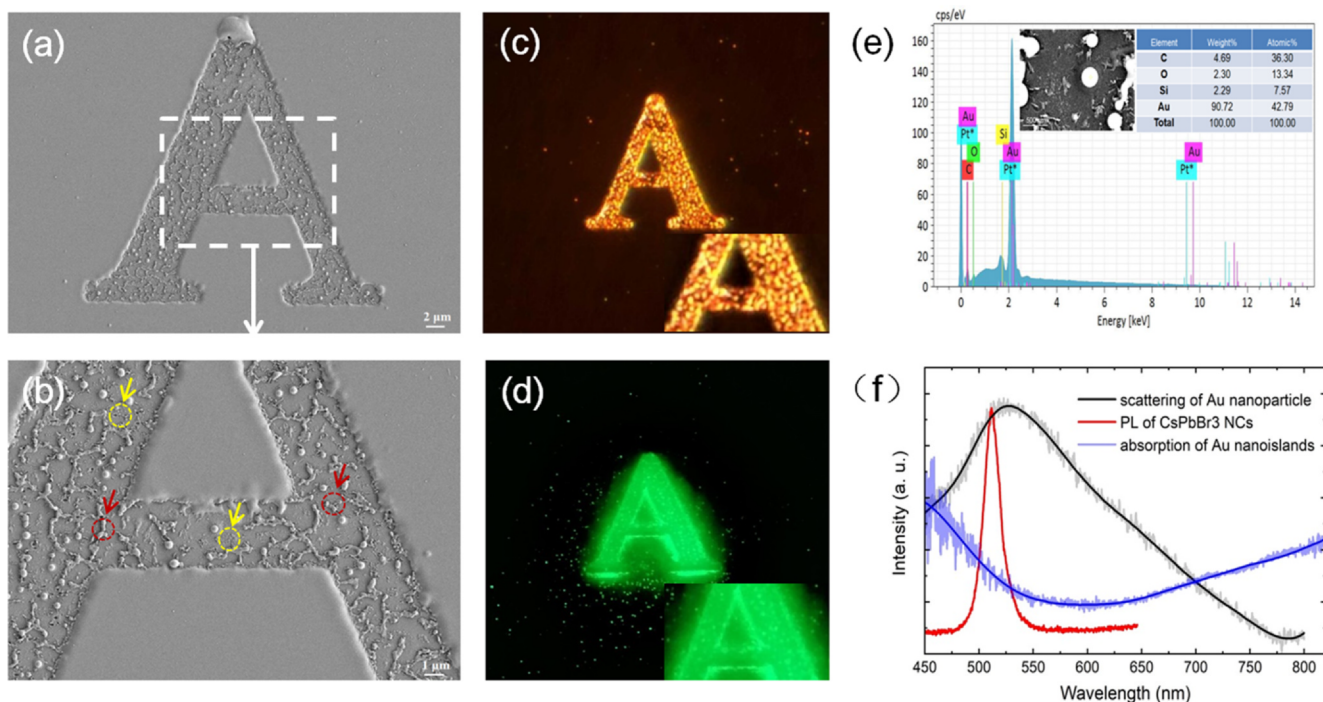 (a)
A
2 μm
(b)
1 μm
(c)
A
(d)
A
(e)
cps/eV
160
140
120
100
80
60
40
20
0
Au
Pt*
O
C
Si
Au
Pt*
Au
Pt*
0 2 4 6 8 10 12 14
Energy [keV]
Element Weight% Atomic%
C 4.69 36.30
O 2.30 13.34
Si 2.29 7.57
Au 90.72 42.79
Total 100.00 100.00
(f)
scattering of Au nanoparticle
PL of CsPbBr3 NCs
absorption of Au nanoislands
Intensity (a. u.)
450 500 550 600 650 700 750 800
Wavelength (nm)